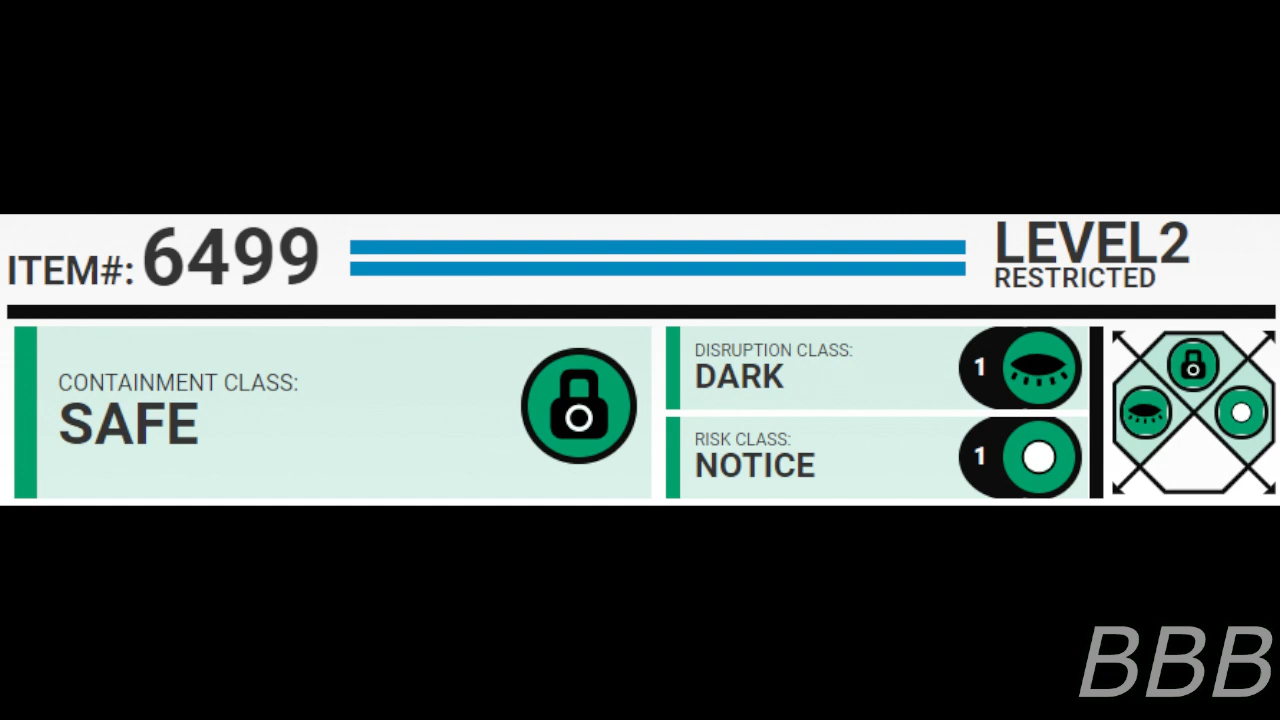 ITEM#: 6499
LEVEL2
RESTRICTED
CONTAINMENT CLASS:
SAFE
DISRUPTION CLASS:
DARK
1
RISK CLASS:
NOTICE
1
BBB